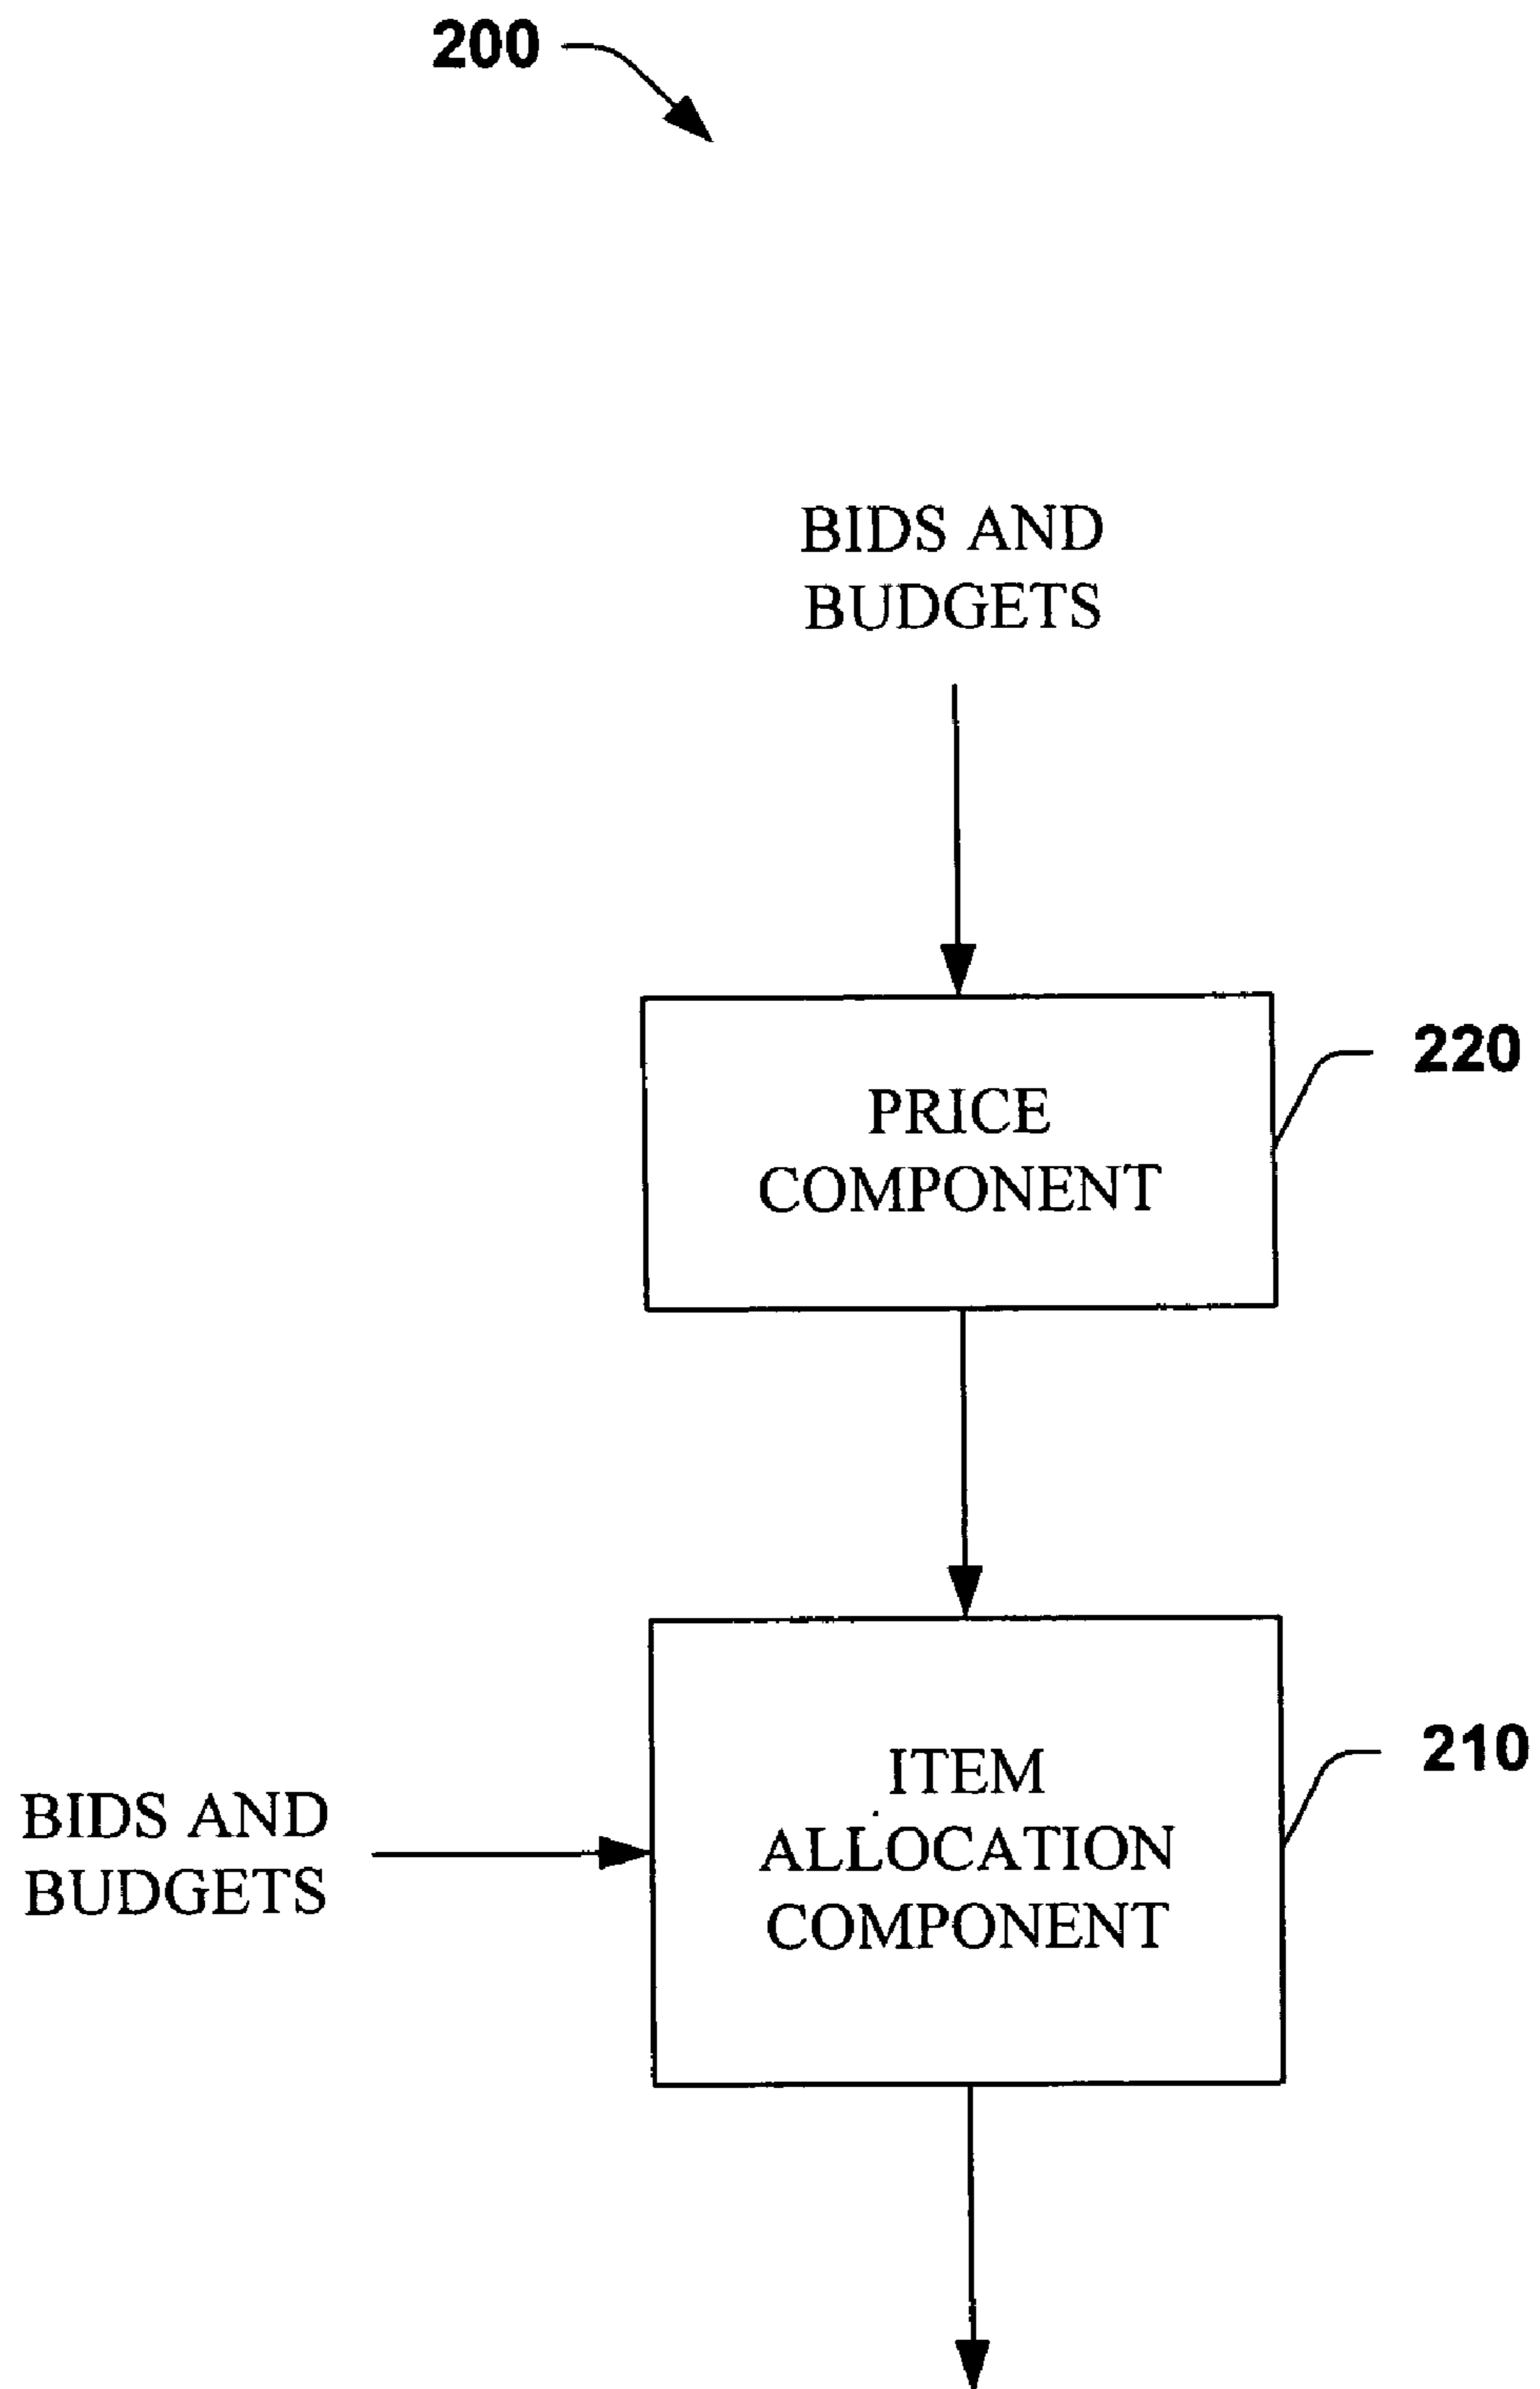 200
BIDS AND
BUDGETS
PRICE
COMPONENT
220
ITEM
ALLOCATION
COMPONENT
210
BIDS AND
BUDGETS